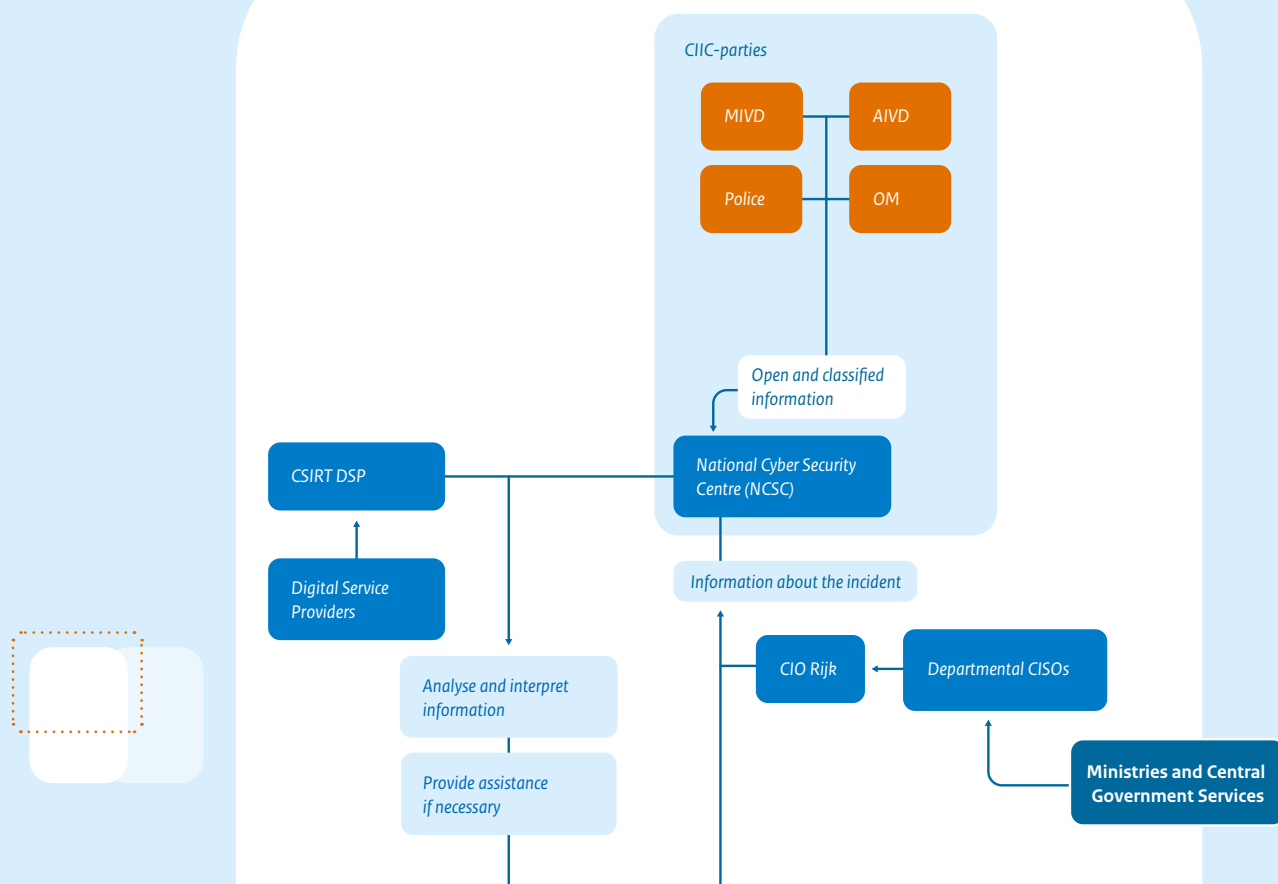 CIIC-parties
MIVD
AIVD
Police
OM
Open and classified
information
National Cyber Security
Centre (NCSC)
CSIRT DSP
Digital Service
Providers
Information about the incident
CIO Rijk
Departmental CISOs
Analyse and interpret
information
Ministries and Central
Government Services
Provide assistance
if necessary